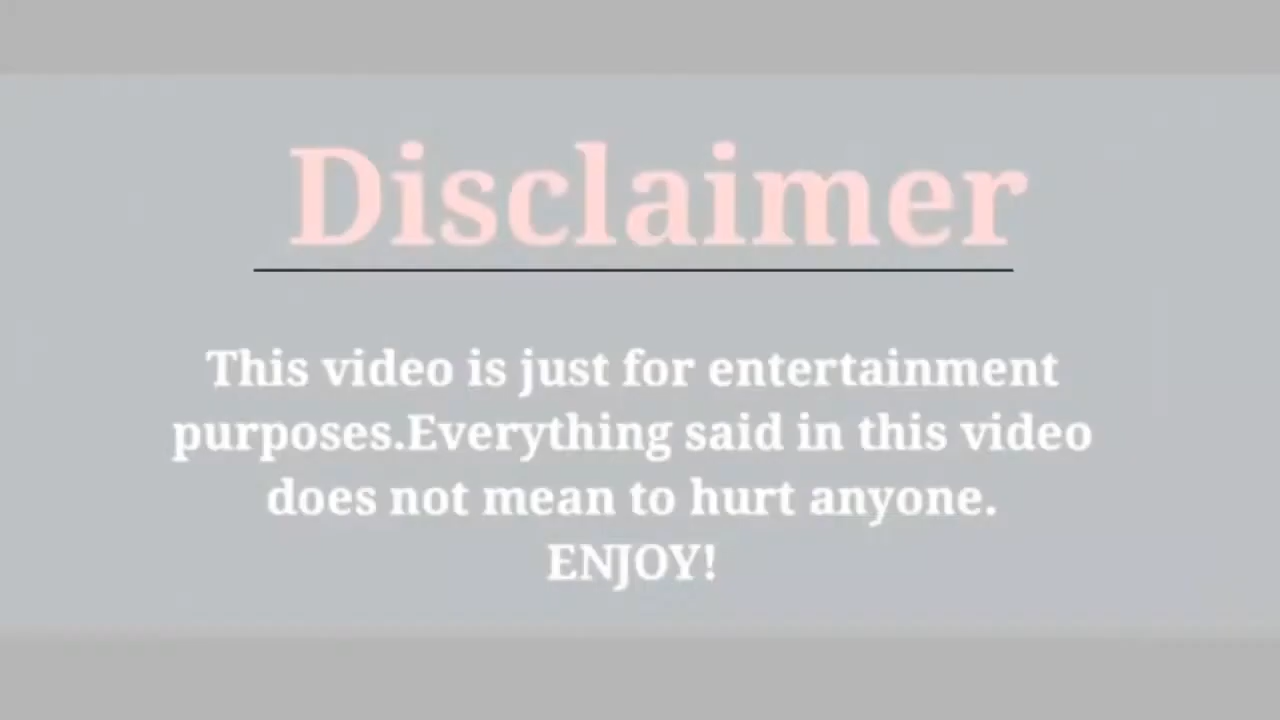 Disclaimer
This video is just for entertainment
purposes.Everything said in this video
does not mean to hurt anyone.
ENJOY!